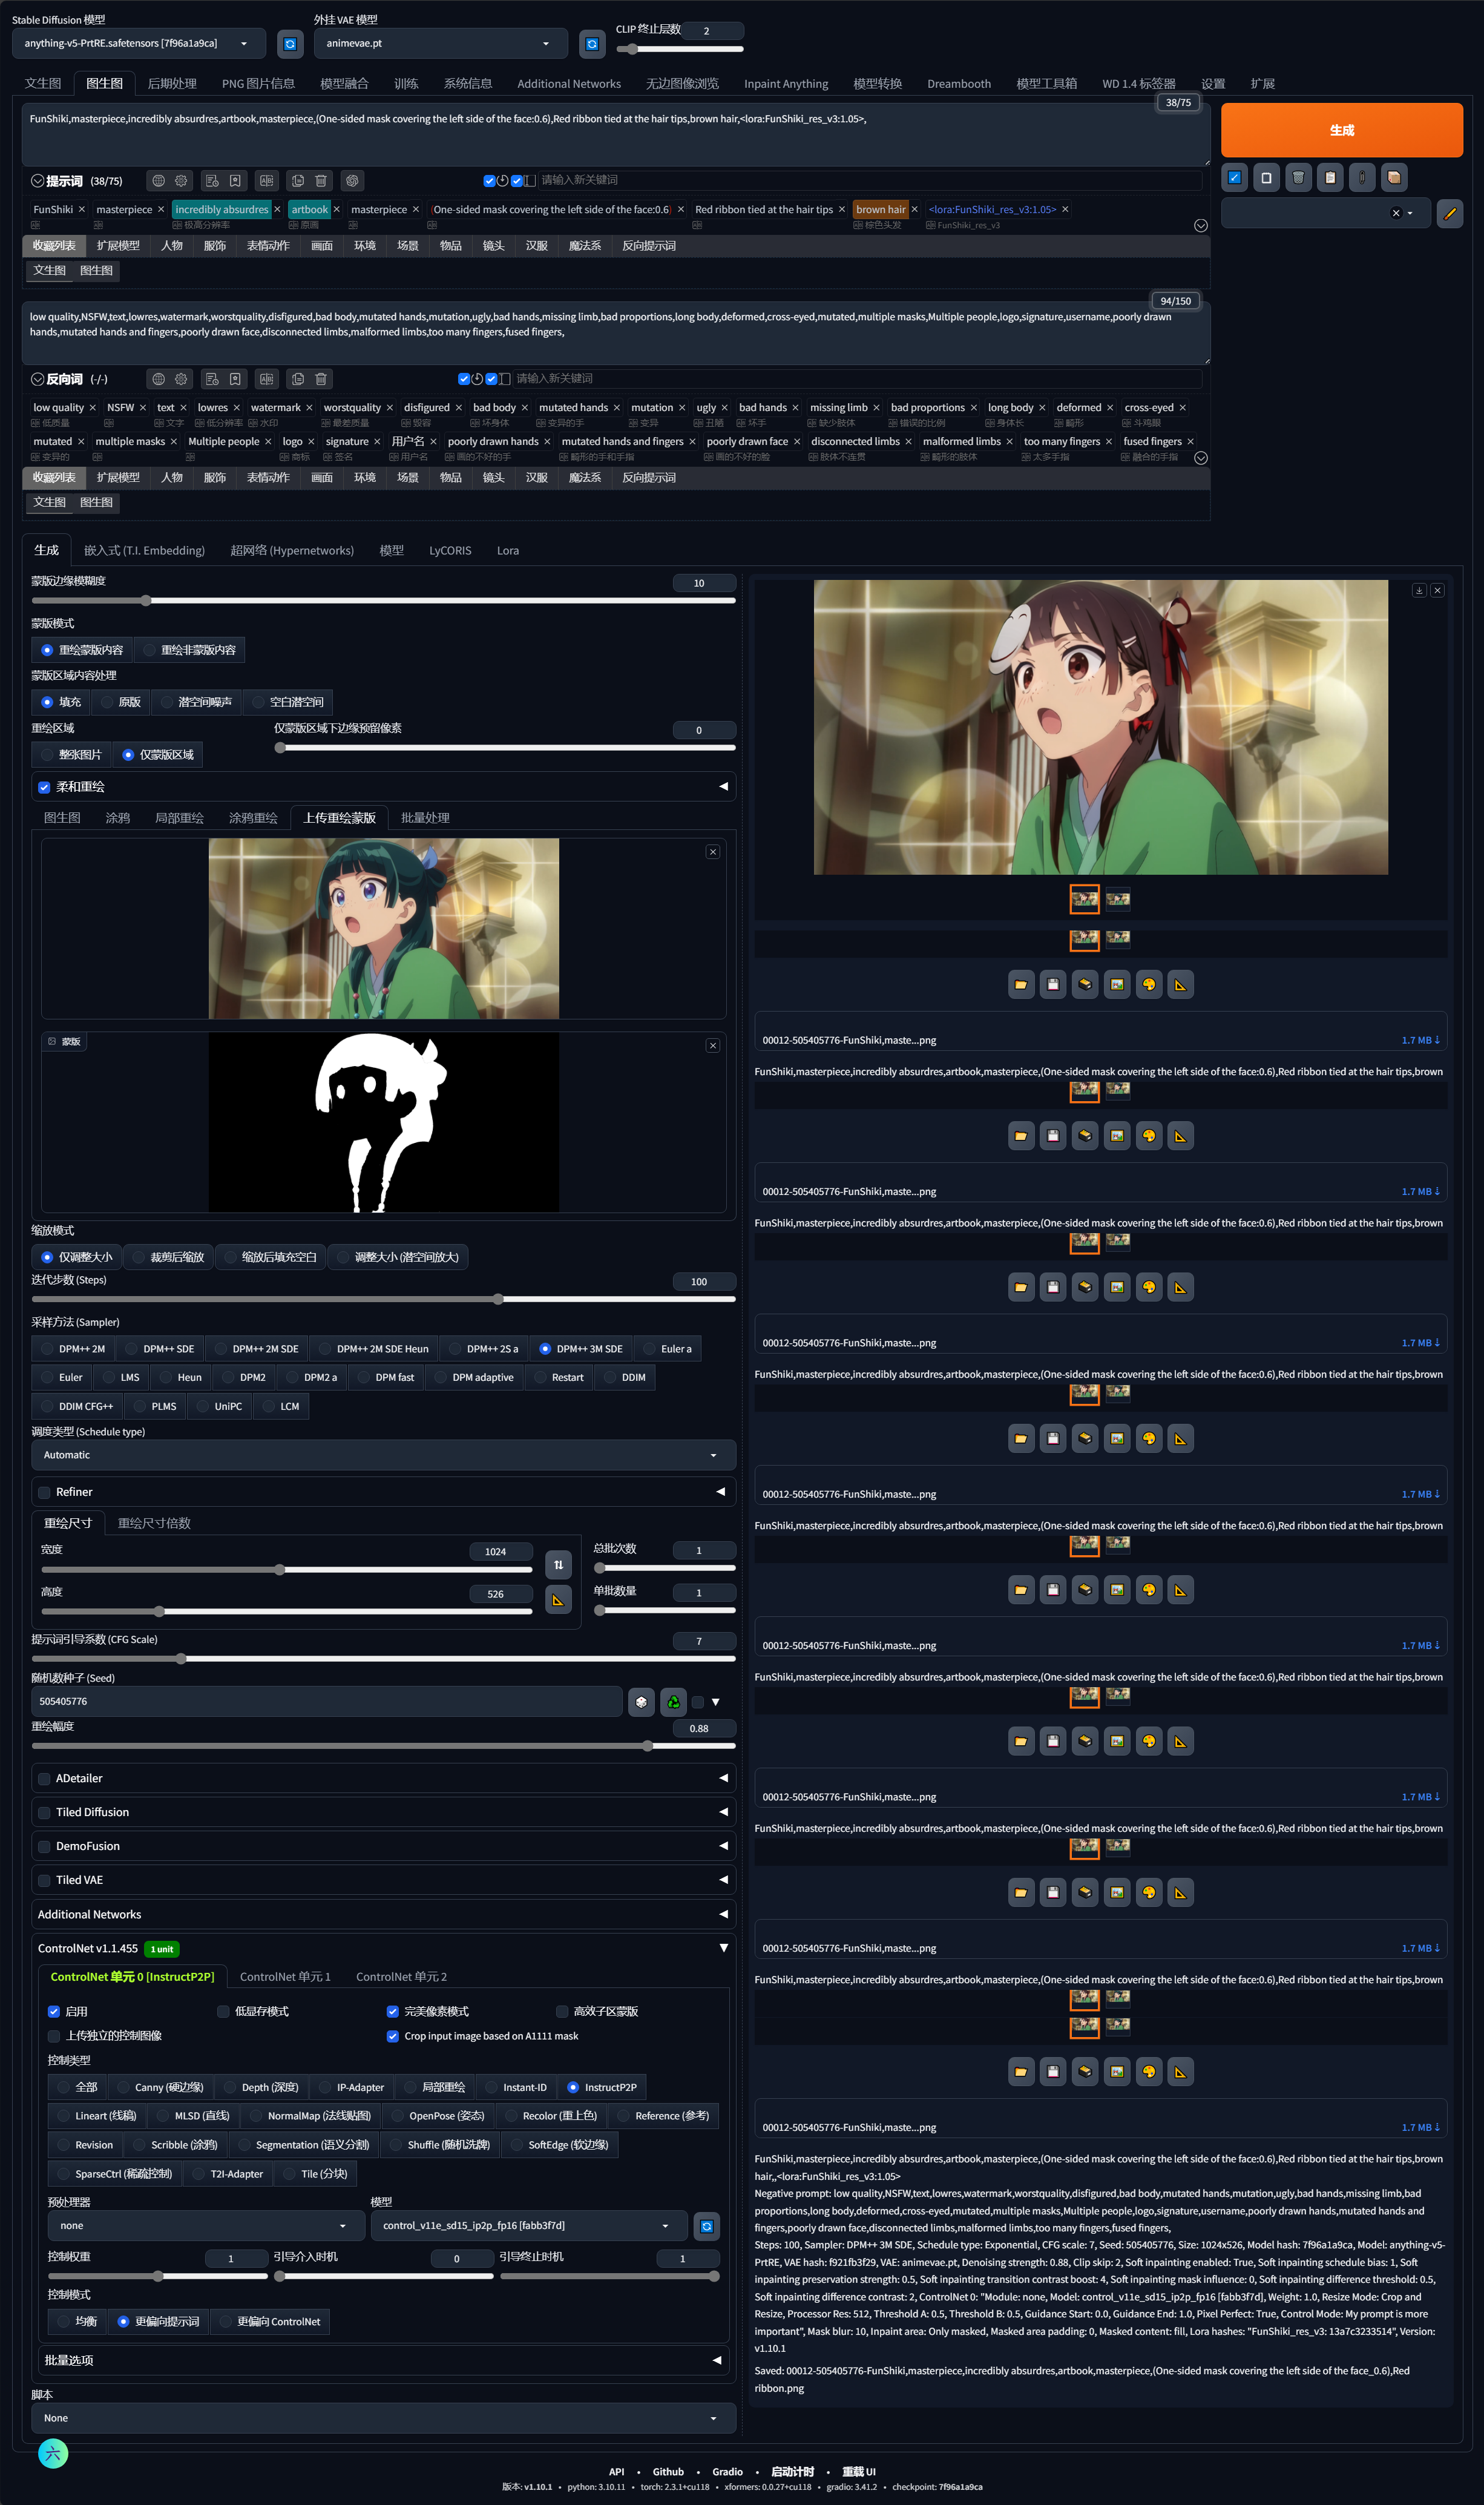 Stable Diffusion 模型
外挂 VAE 模型
CLIP 终止层数
2
anything-v5-PrtRE.safetensors [7f96a1a9ca]
animevae.pt
文生图 图生图 后期处理 PNG 图片信息 模型融合 训练 系统信息 Additional Networks 无边图像浏览 Inpaint Anything 模型转换 Dreambooth 模型工具箱 WD 1.4 标签器 设置 扩展
38/75
FunShiki,masterpiece,incredibly absurdres,artbook,masterpiece,(One-sided mask covering the left side of the face:0.6),Red ribbon tied at the hair tips,brown hair,<lora:FunShiki_res_v3:1.05>,
生成
提示词 (38/75)
请输入新关键词
FunShiki × masterpiece × incredibly absurdres × artbook × masterpiece × (One-sided mask covering the left side of the face:0.6) × Red ribbon tied at the hair tips × brown hair × <lora:FunShiki_res_v3:1.05> ×
极高分辨率 原画 棕色头发 FunShiki_res_v3
收藏列表 扩展模型 人物 服饰 表情动作 画面 环境 场景 物品 镜头 汉服 魔法系 反向提示词
文生图 图生图
94/150
low quality,NSFW,text,lowres,watermark,worstquality,disfigured,bad body,mutated hands,mutation,ugly,bad hands,missing limb,bad proportions,long body,deformed,cross-eyed,mutated,multiple masks,Multiple people,logo,signature,username,poorly drawn
hands,mutated hands and fingers,poorly drawn face,disconnected limbs,malformed limbs,too many fingers,fused fingers,
反向词 (-/-)
请输入新关键词
low quality × NSFW × text × lowres × watermark × worstquality × disfigured × bad body × mutated hands × mutation × ugly × bad hands × missing limb × bad proportions × long body × deformed × cross-eyed ×
低质量 文字 低分辨率 水印 最差质量 毁容 坏身体 变异的手 变异 丑陋 坏手 缺少肢体 错误的比例 身体长 畸形 斗鸡眼
mutated × multiple masks × Multiple people × logo × signature × 用户名 × poorly drawn hands × mutated hands and fingers × poorly drawn face × disconnected limbs × malformed limbs × too many fingers × fused fingers ×
变异的 商标 签名 用户名 画的不好的手 畸形的手和手指 画的不好的脸 肢体不连贯 畸形的肢体 太多手指 融合的手指
收藏列表 扩展模型 人物 服饰 表情动作 画面 环境 场景 物品 镜头 汉服 魔法系 反向提示词
文生图 图生图
生成 嵌入式 (T.I. Embedding) 超网络 (Hypernetworks) 模型 LyCORIS Lora
蒙版边缘模糊度
10
蒙版模式
重绘蒙版内容 重绘非蒙版内容
蒙版区域内容处理
填充 原版 潜空间噪声 空白潜空间
重绘区域
仅蒙版区域下边缘预留像素
0
整张图片 仅蒙版区域
柔和重绘
图生图 涂鸦 局部重绘 涂鸦重绘 上传重绘蒙版 批量处理
蒙版
缩放模式
仅调整大小 裁剪后缩放 缩放后填充空白 调整大小 (潜空间放大)
迭代步数 (Steps)
100
采样方法 (Sampler)
DPM++ 2M DPM++ SDE DPM++ 2M SDE DPM++ 2M SDE Heun DPM++ 2S a DPM++ 3M SDE Euler a
Euler LMS Heun DPM2 DPM2 a DPM fast DPM adaptive Restart DDIM
DDIM CFG++ PLMS UniPC LCM
调度类型 (Schedule type)
Automatic
Refiner
重绘尺寸 重绘尺寸倍数
宽度
1024
总批次数
1
高度
526
单批数量
1
提示词引导系数 (CFG Scale)
7
随机数种子 (Seed)
505405776
重绘幅度
0.88
ADetailer
Tiled Diffusion
DemoFusion
Tiled VAE
Additional Networks
ControlNet v1.1.455 1 unit
ControlNet 单元 0 [InstructP2P] ControlNet 单元 1 ControlNet 单元 2
启用 低显存模式 完美像素模式 高效子区蒙版
上传独立的控制图像 Crop input image based on A1111 mask
控制类型
全部 Canny (硬边缘) Depth (深度) IP-Adapter 局部重绘 Instant-ID InstructP2P
Lineart (线稿) MLSD (直线) NormalMap (法线贴图) OpenPose (姿态) Recolor (重上色) Reference (参考)
Revision Scribble (涂鸦) Segmentation (语义分割) Shuffle (随机洗牌) SoftEdge (软边缘)
SparseCtrl (稀疏控制) T2I-Adapter Tile (分块)
预处理器
模型
none
control_v11e_sd15_ip2p_fp16 [fabb3f7d]
控制权重
1
引导介入时机
0
引导终止时机
1
控制模式
均衡 更偏向提示词 更偏向 ControlNet
批量选项
脚本
None
六
00012-505405776-FunShiki,maste...png 1.7 MB ↓
FunShiki,masterpiece,incredibly absurdres,artbook,masterpiece,(One-sided mask covering the left side of the face:0.6),Red ribbon tied at the hair tips,brown
00012-505405776-FunShiki,maste...png 1.7 MB ↓
FunShiki,masterpiece,incredibly absurdres,artbook,masterpiece,(One-sided mask covering the left side of the face:0.6),Red ribbon tied at the hair tips,brown
00012-505405776-FunShiki,maste...png 1.7 MB ↓
FunShiki,masterpiece,incredibly absurdres,artbook,masterpiece,(One-sided mask covering the left side of the face:0.6),Red ribbon tied at the hair tips,brown
00012-505405776-FunShiki,maste...png 1.7 MB ↓
FunShiki,masterpiece,incredibly absurdres,artbook,masterpiece,(One-sided mask covering the left side of the face:0.6),Red ribbon tied at the hair tips,brown
00012-505405776-FunShiki,maste...png 1.7 MB ↓
FunShiki,masterpiece,incredibly absurdres,artbook,masterpiece,(One-sided mask covering the left side of the face:0.6),Red ribbon tied at the hair tips,brown
00012-505405776-FunShiki,maste...png 1.7 MB ↓
FunShiki,masterpiece,incredibly absurdres,artbook,masterpiece,(One-sided mask covering the left side of the face:0.6),Red ribbon tied at the hair tips,brown
00012-505405776-FunShiki,maste...png 1.7 MB ↓
FunShiki,masterpiece,incredibly absurdres,artbook,masterpiece,(One-sided mask covering the left side of the face:0.6),Red ribbon tied at the hair tips,brown
00012-505405776-FunShiki,maste...png 1.7 MB ↓
FunShiki,masterpiece,incredibly absurdres,artbook,masterpiece,(One-sided mask covering the left side of the face:0.6),Red ribbon tied at the hair tips,brown
hair,,<lora:FunShiki_res_v3:1.05>
Negative prompt: low quality,NSFW,text,lowres,watermark,worstquality,disfigured,bad body,mutated hands,mutation,ugly,bad hands,missing limb,bad
proportions,long body,deformed,cross-eyed,mutated,multiple masks,Multiple people,logo,signature,username,poorly drawn hands,mutated hands and
fingers,poorly drawn face,disconnected limbs,malformed limbs,too many fingers,fused fingers,
Steps: 100, Sampler: DPM++ 3M SDE, Schedule type: Exponential, CFG scale: 7, Seed: 505405776, Size: 1024x526, Model hash: 7f96a1a9ca, Model: anything-v5-
PrtRE, VAE hash: f921fb3f29, VAE: animevae.pt, Denoising strength: 0.88, Clip skip: 2, Soft inpainting enabled: True, Soft inpainting schedule bias: 1, Soft
inpainting preservation strength: 0.5, Soft inpainting transition contrast boost: 4, Soft inpainting mask influence: 0, Soft inpainting difference threshold: 0.5,
Soft inpainting difference contrast: 2, ControlNet 0: "Module: none, Model: control_v11e_sd15_ip2p_fp16 [fabb3f7d], Weight: 1.0, Resize Mode: Crop and
Resize, Processor Res: 512, Threshold A: 0.5, Threshold B: 0.5, Guidance Start: 0.0, Guidance End: 1.0, Pixel Perfect: True, Control Mode: My prompt is more
important", Mask blur: 10, Inpaint area: Only masked, Masked area padding: 0, Masked content: fill, Lora hashes: "FunShiki_res_v3: 13a7c3233514", Version:
v1.10.1
Saved: 00012-505405776-FunShiki,masterpiece,incredibly absurdres,artbook,masterpiece,(One-sided mask covering the left side of the face_0.6),Red
ribbon.png
API • Github • Gradio • 启动计时 • 重载 UI
版本: v1.10.1 • python: 3.10.11 • torch: 2.3.1+cu118 • xformers: 0.0.27+cu118 • gradio: 3.41.2 • checkpoint: 7f96a1a9ca